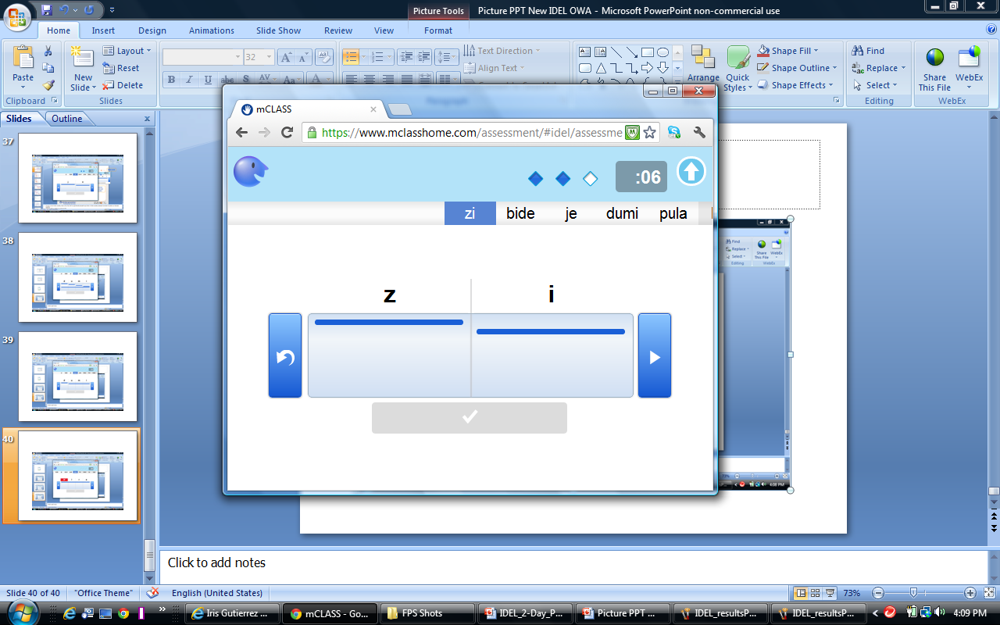 Picture Tools
Picture PPT New IDEL OWA - Microsoft PowerPoint non-commercial use
Home Insert Design Animations Slide Show Review View Format
Paste
Clipboard
New Slide
Layout
Reset
Delete
Slides
32
B I U abc S AV Aa A
Text Direction
Align Text
Arrange
Quick Styles
Shape Fill
Shape Outline
Shape Effects
Find
Replace
Select
Editing
Share This File
WebEx
WebEx
Slides Outline
37
38
39
40
mCLASS
https://www.mclasshome.com/assessment/#idel/assessme
:06
zi bide je dumi pula
z i
Click to add notes
Slide 40 of 40 "Office Theme" English (United States) 73%
Iris Gutierrez ... mCLASS - Go... FPS Shots IDEL_2-Day_P... Picture PPT ... IDEL_resultsP... IDEL_resultsP... 4:09 PM